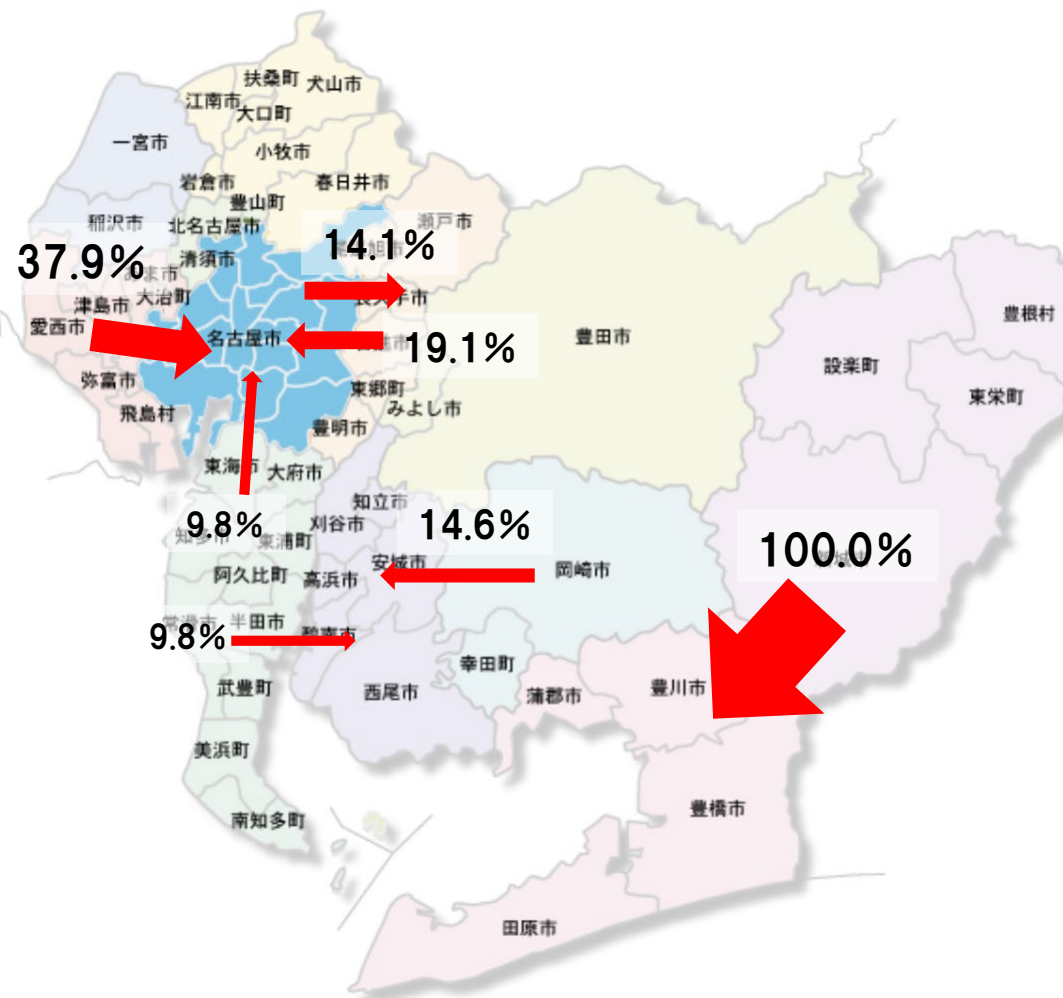 扶桑町
犬山市
江南市
大口町
一宮市
小牧市
岩倉市
春日井市
豊山町
稲沢市
北名古屋市
瀬戸市
14.1%
37.9%
清須市
津島市
大治町
愛西市
名古屋市
19.1%
豊田市
豊根村
設楽町
東栄町
弥富市
飛島村
東郷町
みよし市
豊明市
東海市
大府市
知立市
9.8%
刈谷市
14.6%
100.0%
知多市
東浦町
安城市
阿久比町
高浜市
岡崎市
常滑市
半田市
碧南市
9.8%
幸田町
武豊町
西尾市
蒲郡市
豊川市
美浜町
南知多町
豊橋市
田原市